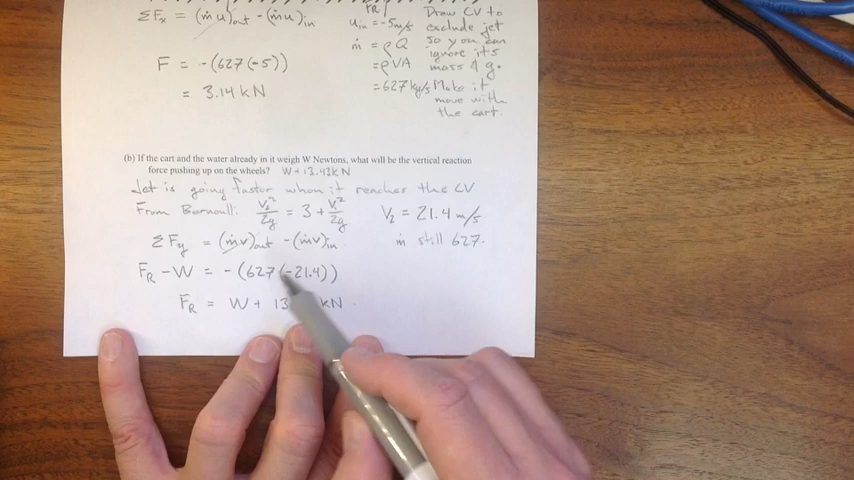 ΣFx = (ṁu)out - (ṁu)in
F = -(627(-5))
= 3.14 kN
FR
uin = -5m/s
ṁ = ρQ
= ρVA
= 627 kg/s
Draw CV to
exclude jet
so you can
ignore its
mass & g.
Make it
move with
the cart.
(b) If the cart and the water already in it weigh W Newtons, what will be the vertical reaction
force pushing up on the wheels? W+13.43kN
Jet is going faster when it reaches the CV
From Bernoulli: V2²/2g = 3 + V1²/2g V2 = 21.4 m/s
ΣFy = (ṁv)out - (ṁv)in ṁ still 627.
FR - W = -(627(-21.4))
FR = W + 13 kN